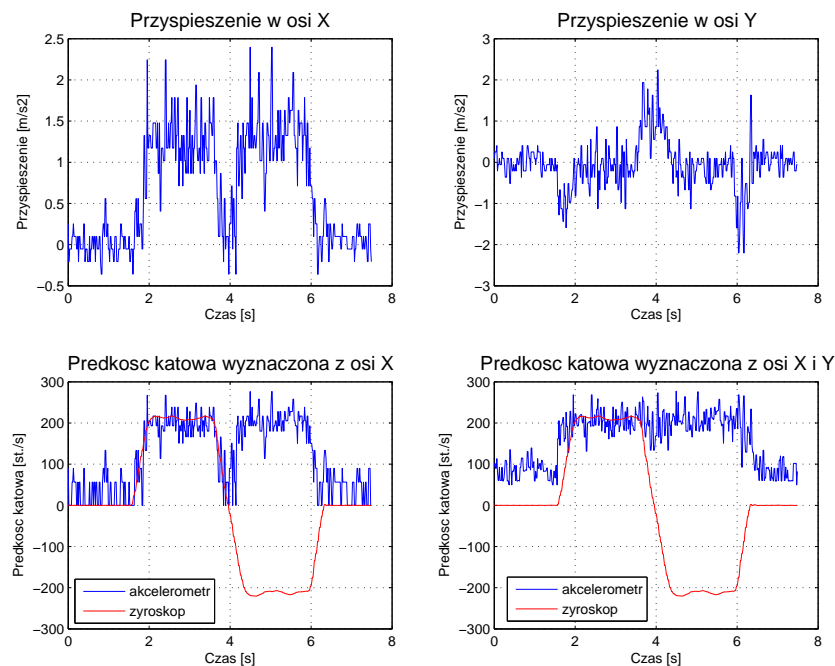 Przyspieszenie w osi X
Przyspieszenie [m/s2]
2.5
2
1.5
1
0.5
0
−0.5
0 2 4 6 8
Czas [s]
Przyspieszenie w osi Y
Przyspieszenie [m/s2]
3
2
1
0
−1
−2
−3
0 2 4 6 8
Czas [s]
Predkosc katowa wyznaczona z osi X
Predkosc katowa [st./s]
300
200
100
0
−100
−200
−300
akcelerometr
zyroskop
0 2 4 6 8
Czas [s]
Predkosc katowa wyznaczona z osi X i Y
Predkosc katowa [st./s]
300
200
100
0
−100
−200
−300
akcelerometr
zyroskop
0 2 4 6 8
Czas [s]